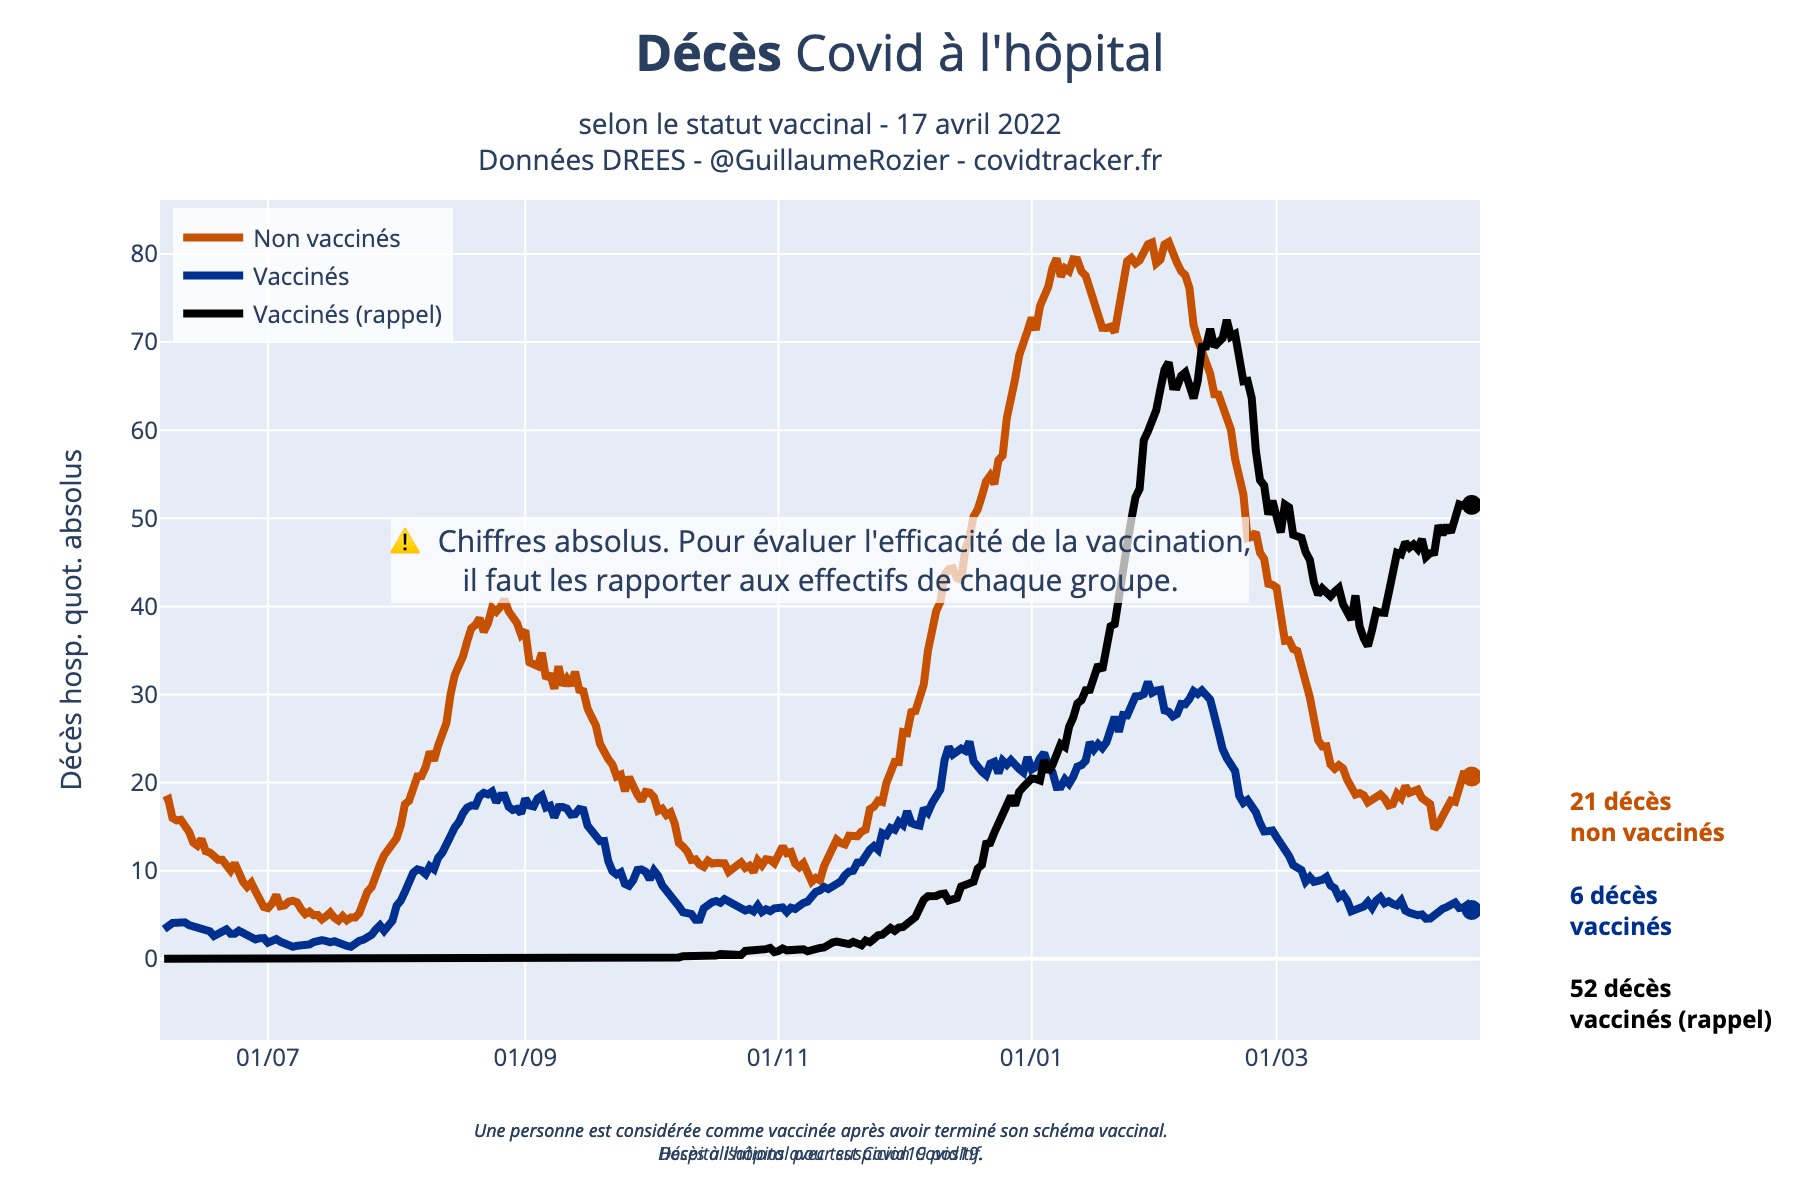 Décès Covid à l'hôpital
selon le statut vaccinal - 17 avril 2022
Données DREES - @GuillaumeRozier - covidtracker.fr
Non vaccinés
Vaccinés
Vaccinés (rappel)
Décès hosp. quot. absolus
80
70
60
50
40
30
20
10
0
⚠️ Chiffres absolus. Pour évaluer l'efficacité de la vaccination,
il faut les rapporter aux effectifs de chaque groupe.
21 décès
non vaccinés
6 décès
vaccinés
52 décès
vaccinés (rappel)
01/07
01/09
01/11
01/01
01/03
Une personne est considérée comme vaccinée après avoir terminé son schéma vaccinal.